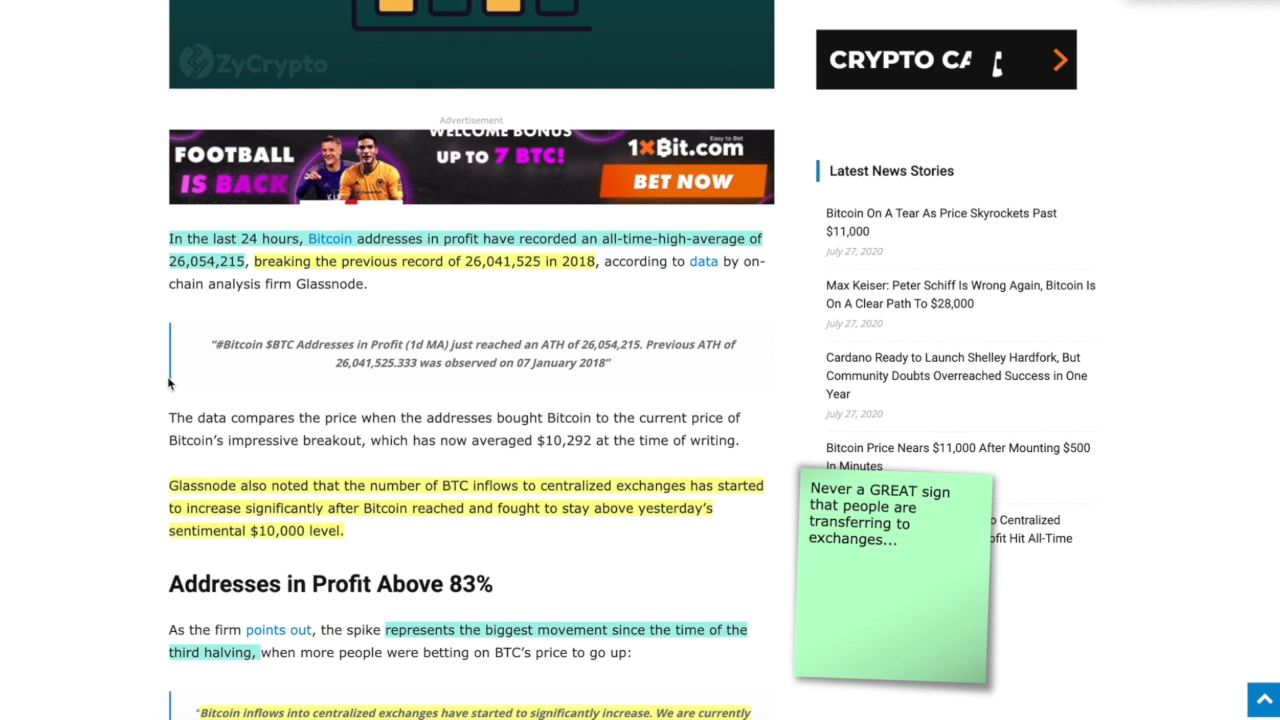 ZyCrypto
CRYPTO CA
Advertisement
FOOTBALL
IS BACK
WELCOME BONUS
UP TO 7 BTC!
Easy to Bet
1×Bit.com
BET NOW
In the last 24 hours, Bitcoin addresses in profit have recorded an all-time-high-average of
26,054,215, breaking the previous record of 26,041,525 in 2018, according to data by on-
chain analysis firm Glassnode.
“#Bitcoin $BTC Addresses in Profit (1d MA) just reached an ATH of 26,054,215. Previous ATH of
26,041,525.333 was observed on 07 January 2018”
The data compares the price when the addresses bought Bitcoin to the current price of
Bitcoin’s impressive breakout, which has now averaged $10,292 at the time of writing.
Glassnode also noted that the number of BTC inflows to centralized exchanges has started
to increase significantly after Bitcoin reached and fought to stay above yesterday’s
sentimental $10,000 level.
Addresses in Profit Above 83%
As the firm points out, the spike represents the biggest movement since the time of the
third halving, when more people were betting on BTC’s price to go up:
“Bitcoin inflows into centralized exchanges have started to significantly increase. We are currently
Latest News Stories
Bitcoin On A Tear As Price Skyrockets Past
$11,000
July 27, 2020
Max Keiser: Peter Schiff Is Wrong Again, Bitcoin Is
On A Clear Path To $28,000
July 27, 2020
Cardano Ready to Launch Shelley Hardfork, But
Community Doubts Overreached Success in One
Year
July 27, 2020
Bitcoin Price Nears $11,000 After Mounting $500
In Minutes
o Centralized
ofit Hit All-Time
Never a GREAT sign
that people are
transferring to
exchanges...